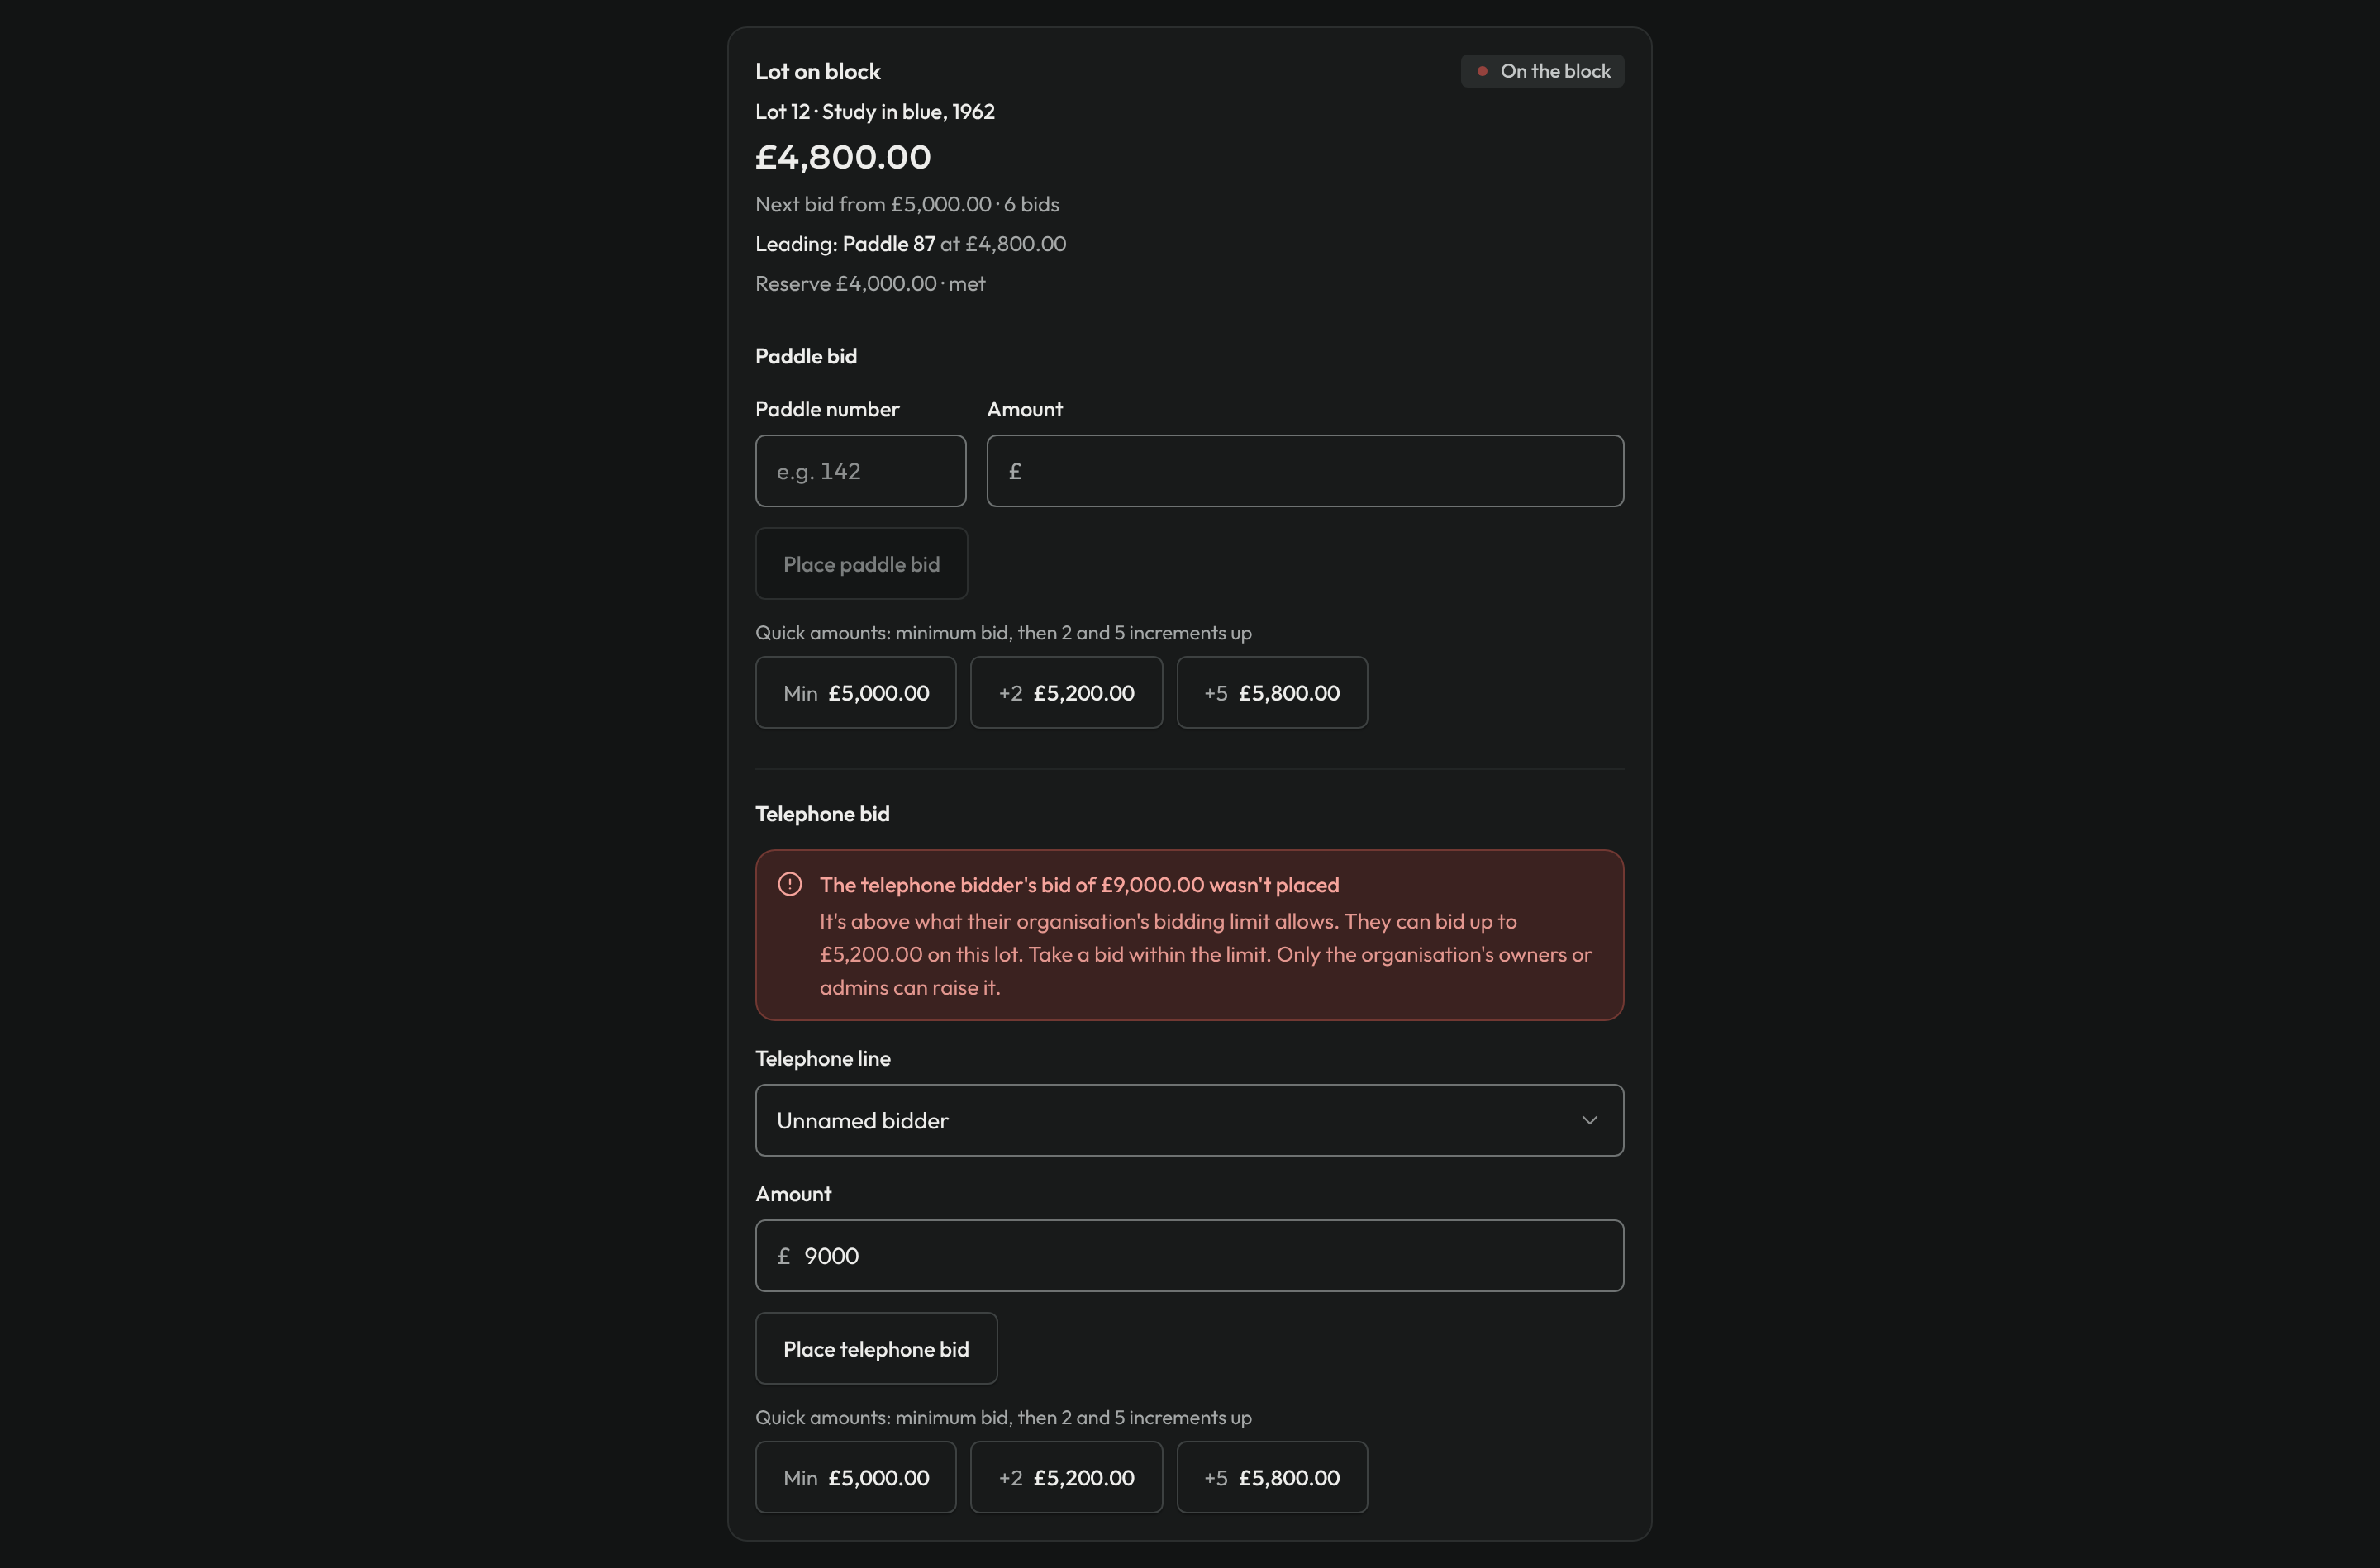 Lot on block
On the block
Lot 12 · Study in blue, 1962
£4,800.00
Next bid from £5,000.00 · 6 bids
Leading: Paddle 87 at £4,800.00
Reserve £4,000.00 · met
Paddle bid
Paddle number
Amount
e.g. 142
£
Place paddle bid
Quick amounts: minimum bid, then 2 and 5 increments up
Min £5,000.00
+2 £5,200.00
+5 £5,800.00
Telephone bid
The telephone bidder's bid of £9,000.00 wasn't placed
It's above what their organisation's bidding limit allows. They can bid up to
£5,200.00 on this lot. Take a bid within the limit. Only the organisation's owners or
admins can raise it.
Telephone line
Unnamed bidder
Amount
£ 9000
Place telephone bid
Quick amounts: minimum bid, then 2 and 5 increments up
Min £5,000.00
+2 £5,200.00
+5 £5,800.00